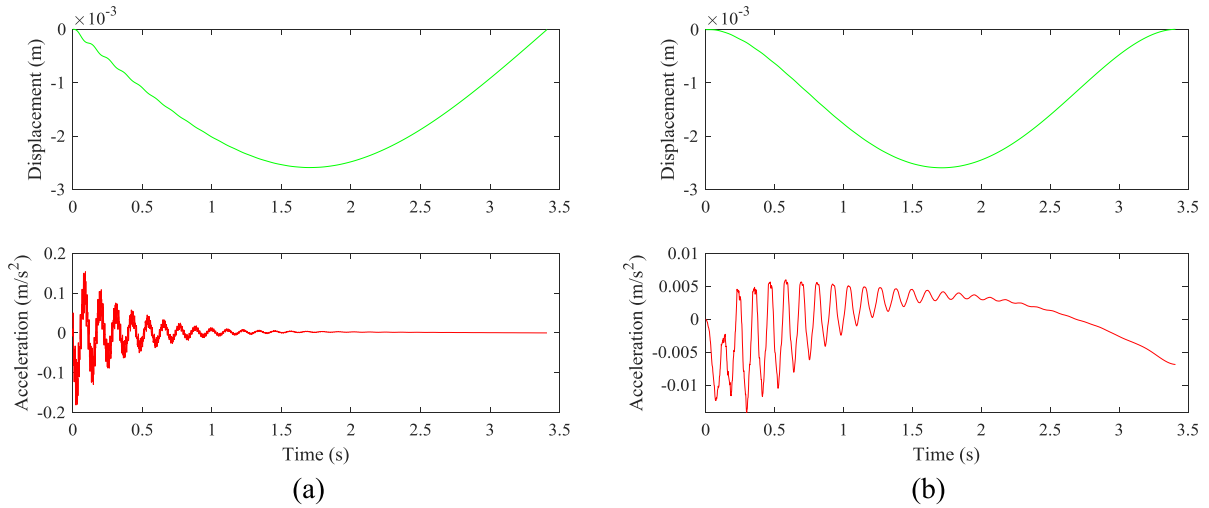 ×10⁻³
0
-1
-2
-3
Displacement (m)
0 0.5 1 1.5 2 2.5 3 3.5
0.2
0.1
0
-0.1
-0.2
Acceleration (m/s²)
0 0.5 1 1.5 2 2.5 3 3.5
Time (s)
(a)
×10⁻³
0
-1
-2
-3
Displacement (m)
0 0.5 1 1.5 2 2.5 3 3.5
0.01
0.005
0
-0.005
-0.01
Acceleration (m/s²)
0 0.5 1 1.5 2 2.5 3 3.5
Time (s)
(b)